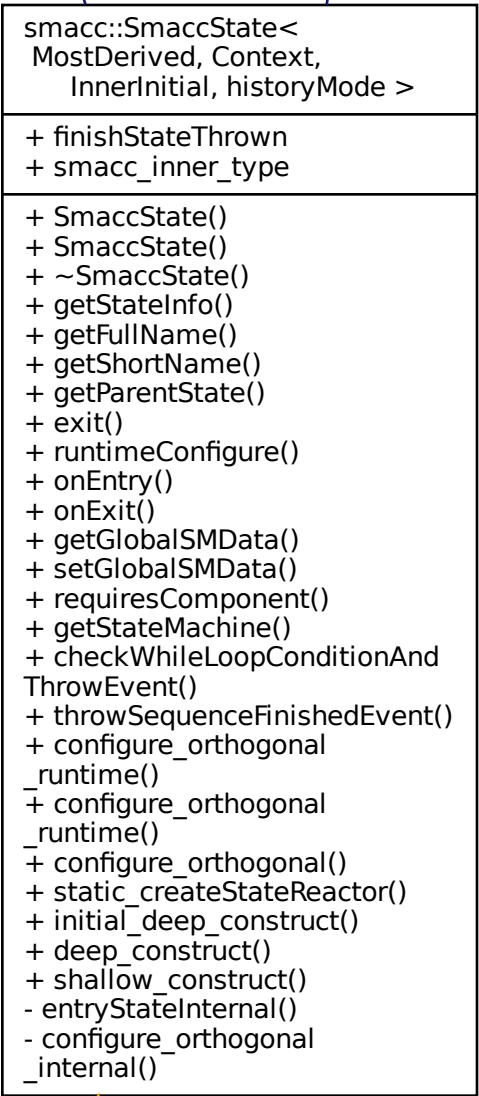 smacc::SmaccState<
MostDerived, Context,
InnerInitial, historyMode >
+ finishStateThrown
+ smacc_inner_type
+ SmaccState()
+ SmaccState()
+ ~SmaccState()
+ getStateInfo()
+ getFullName()
+ getShortName()
+ getParentState()
+ exit()
+ runtimeConfigure()
+ onEntry()
+ onExit()
+ getGlobalSMData()
+ setGlobalSMData()
+ requiresComponent()
+ getStateMachine()
+ checkWhileLoopConditionAnd
ThrowEvent()
+ throwSequenceFinishedEvent()
+ configure_orthogonal
_runtime()
+ configure_orthogonal
_runtime()
+ configure_orthogonal()
+ static_createStateReactor()
+ initial_deep_construct()
+ deep_construct()
+ shallow_construct()
- entryStateInternal()
- configure_orthogonal
_internal()